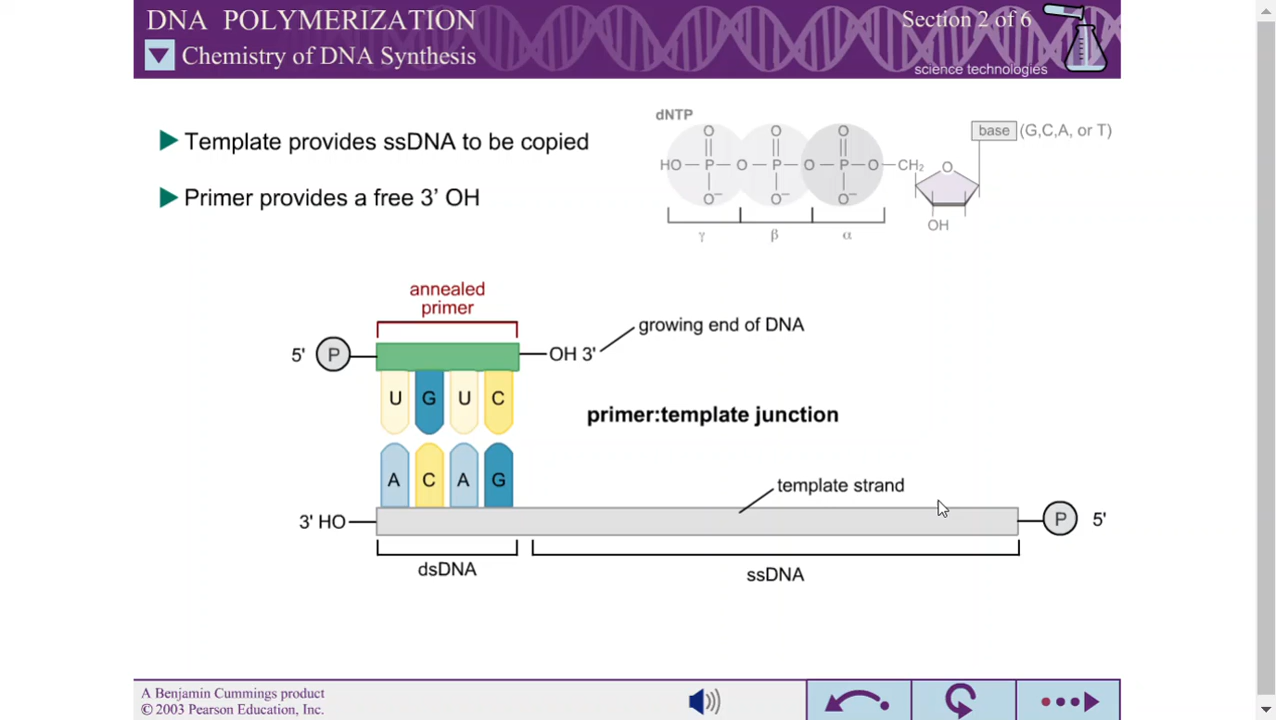 DNA POLYMERIZATION
Section 2 of 6
Chemistry of DNA Synthesis
science technologies
Template provides ssDNA to be copied
Primer provides a free 3’ OH
dNTP
base (G,C,A, or T)
O O O
HO P O P O P O CH₂ O
O⁻ O⁻ O⁻
OH
γ β α
annealed
primer
growing end of DNA
5' P OH 3'
U G U C
primer:template junction
A C A G
template strand
3' HO P 5'
dsDNA
ssDNA
A Benjamin Cummings product
© 2003 Pearson Education, Inc.